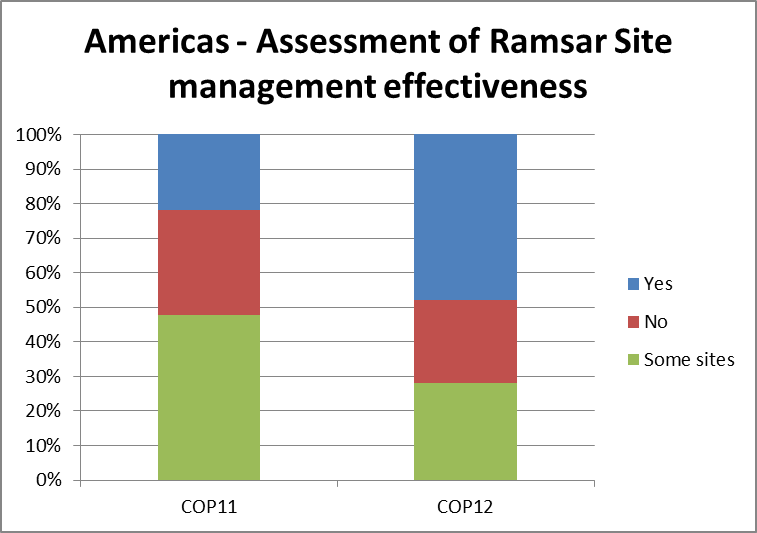 Americas - Assessment of Ramsar Site
management effectiveness
100%
90%
80%
70%
60%
50%
40%
30%
20%
10%
0%
COP11
COP12
Yes
No
Some sites